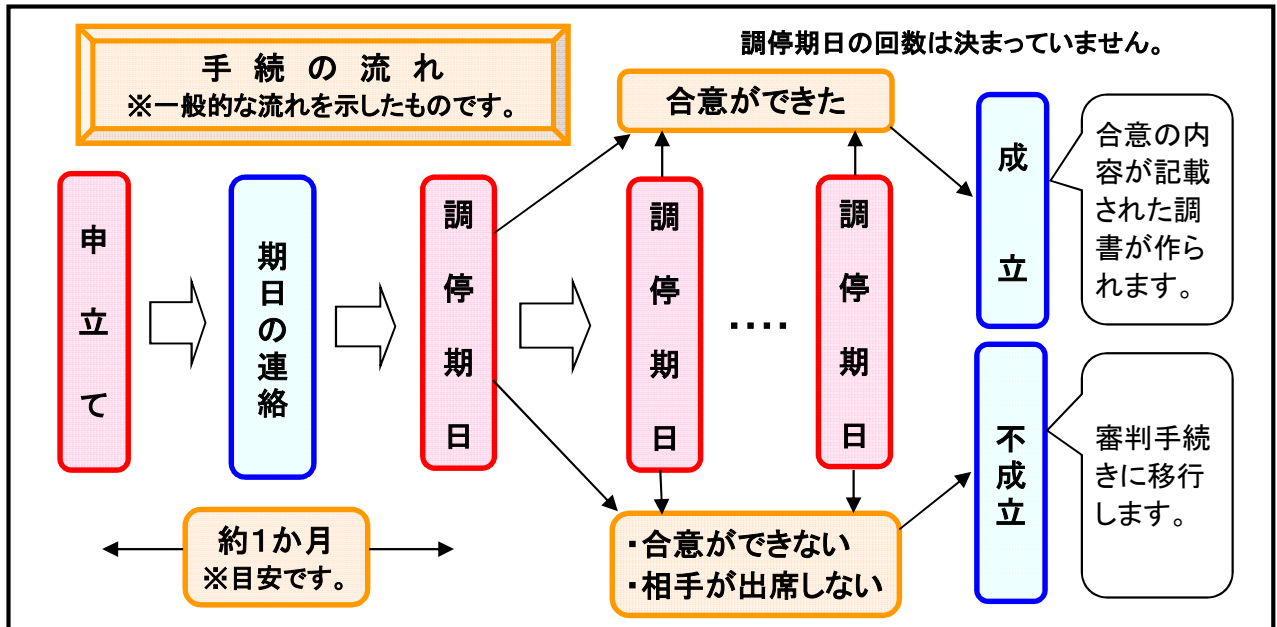 手続の流れ
※一般的な流れを示したものです。
調停期日の回数は決まっていません。
合意ができた
申立て
期日の連絡
調停期日
調停期日
‥‥
調停期日
成立
合意の内
容が記載
された調
書が作ら
れます。
不成立
審判手続
きに移行
します。
約1か月
※目安です。
・合意ができない
・相手が出席しない